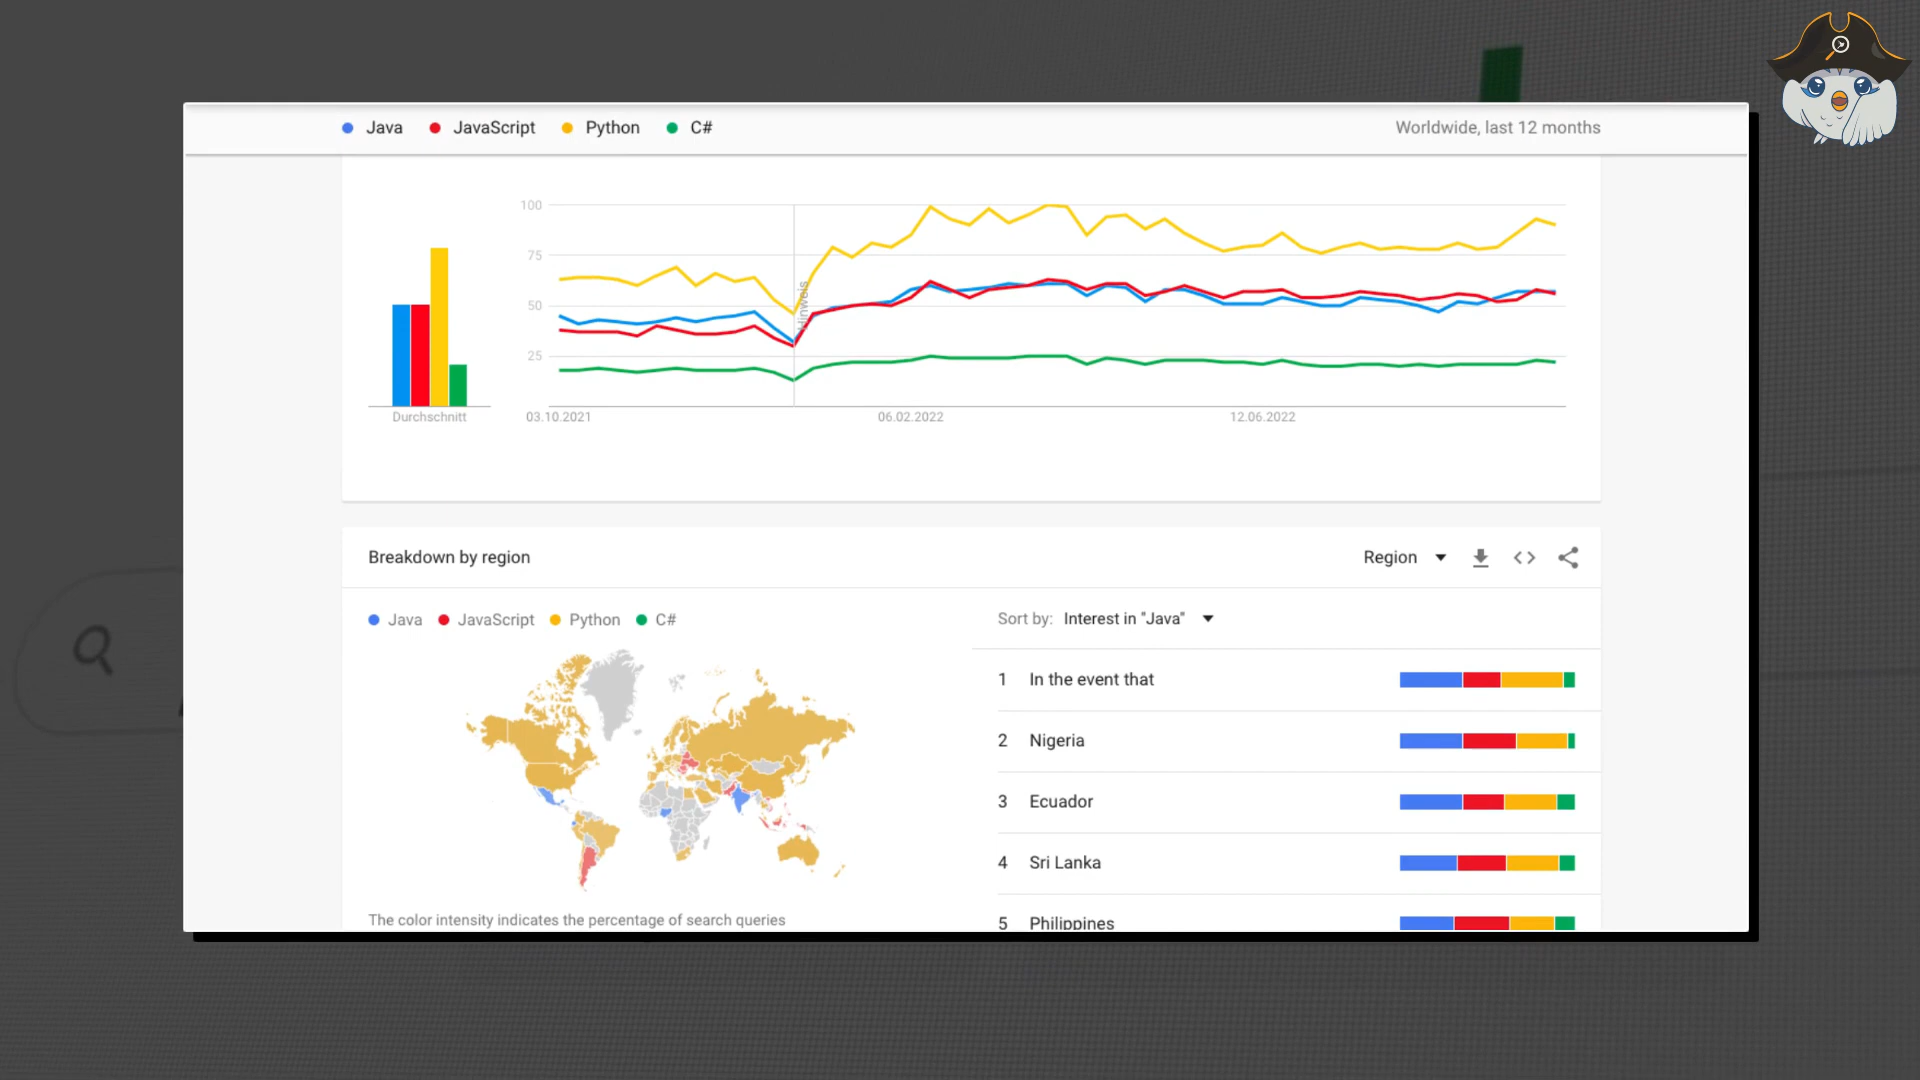 Java JavaScript Python C# Worldwide, last 12 months
100
75
50
25
Hinweis
Durchschnitt 03.10.2021 06.02.2022 12.06.2022
Breakdown by region Region
Java JavaScript Python C# Sort by: Interest in "Java"
1 In the event that
2 Nigeria
3 Ecuador
4 Sri Lanka
5 Philippines
The color intensity indicates the percentage of search queries